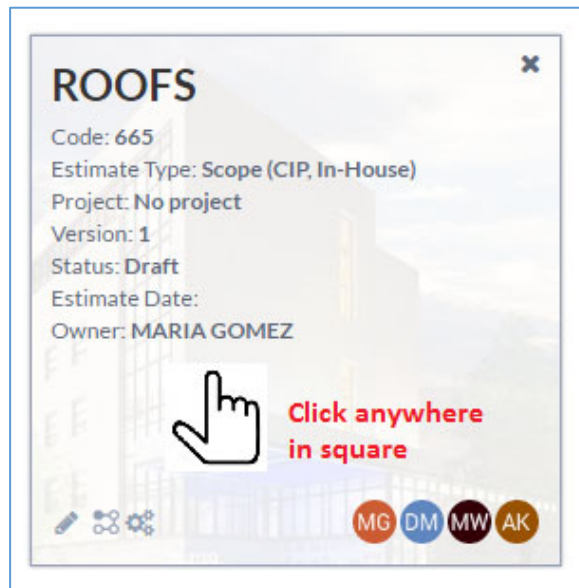 ROOFS
Code: 665
Estimate Type: Scope (CIP, In-House)
Project: No project
Version: 1
Status: Draft
Estimate Date:
Owner: MARIA GOMEZ
Click anywhere
in square
MG DM MW AK